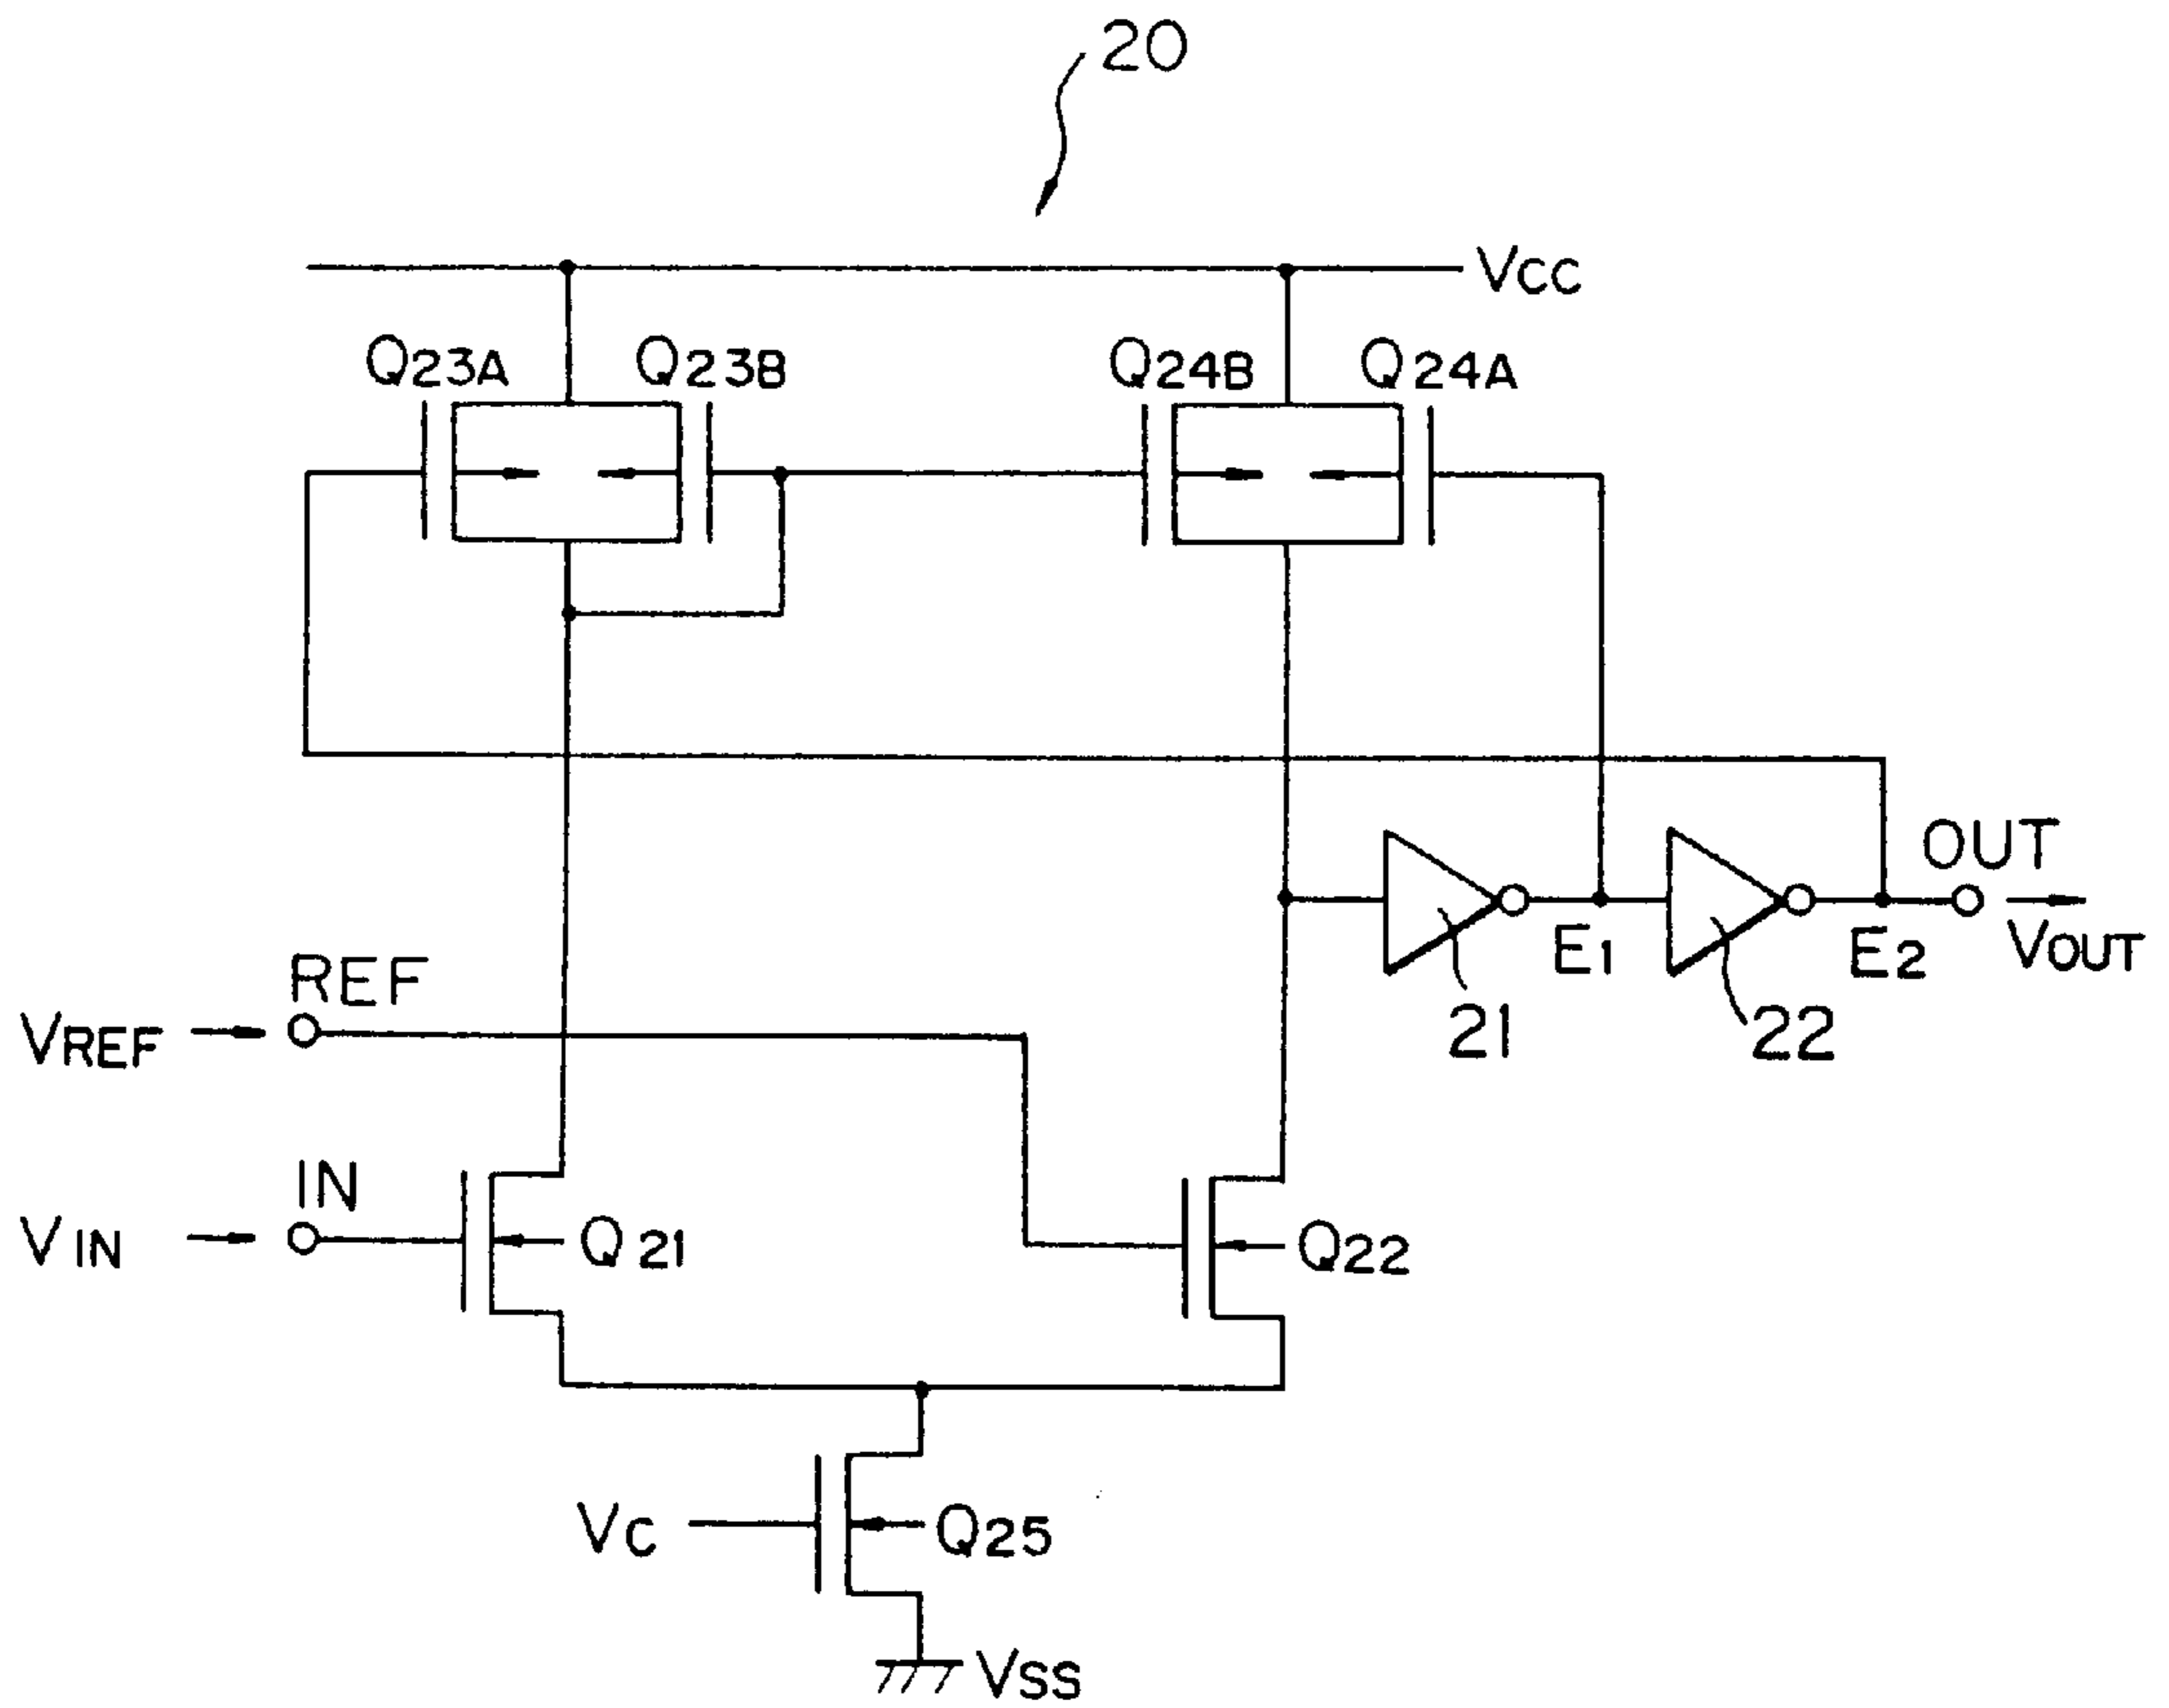 20
VCC
Q23A
Q23B
Q24B
Q24A
OUT
VOUT
E1
E2
21
22
REF
VREF
IN
VIN
Q21
Q22
VC
Q25
VSS